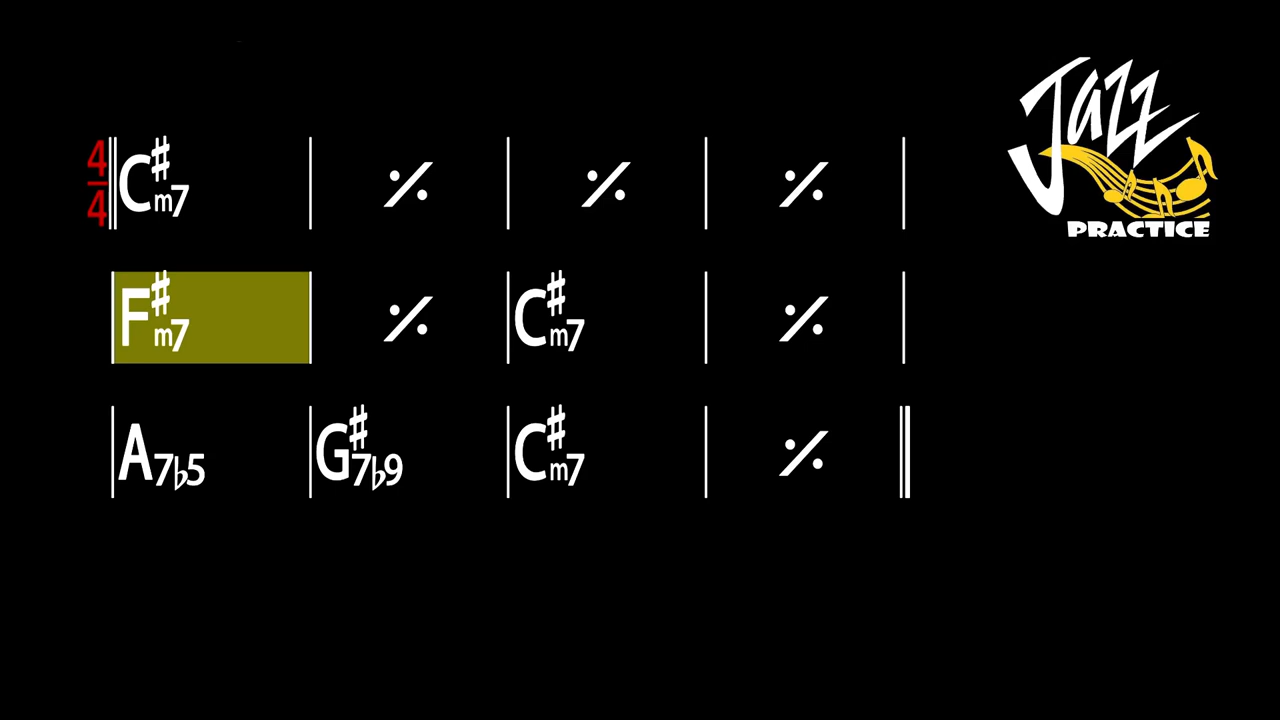 Jazz
PRACTICE
4/4 C#m7 | 𝄎 | 𝄎 | 𝄎
F#m7 | 𝄎 | C#m7 | 𝄎
A7♭5 | G#7♭9 | C#m7 | 𝄎